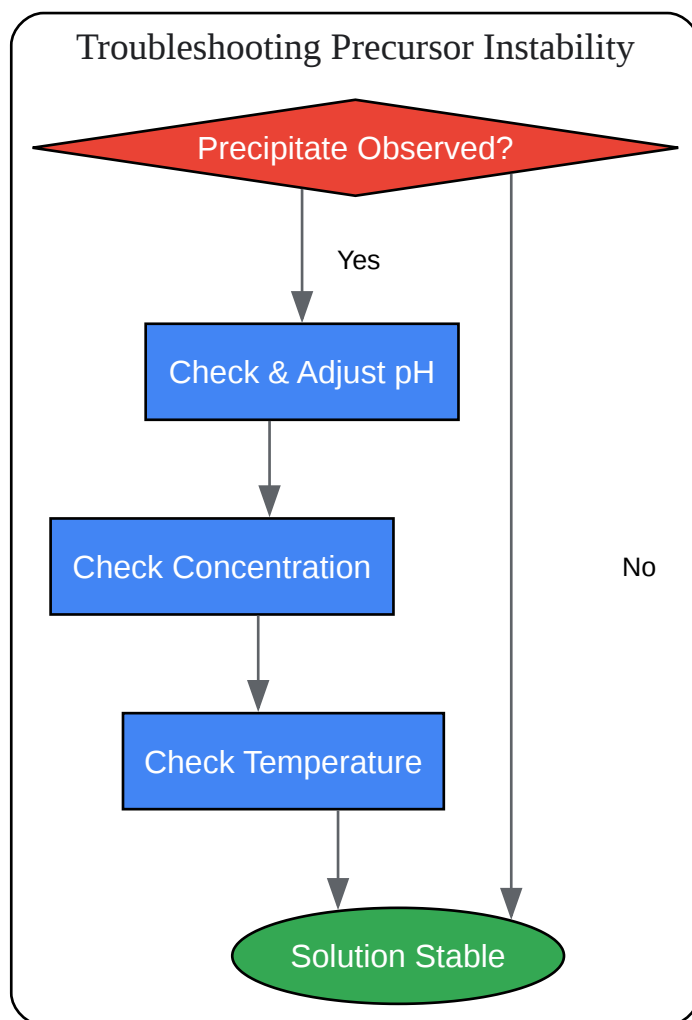 Troubleshooting Precursor Instability
Precipitate Observed?
Yes
Check & Adjust pH
Check Concentration
No
Check Temperature
Solution Stable